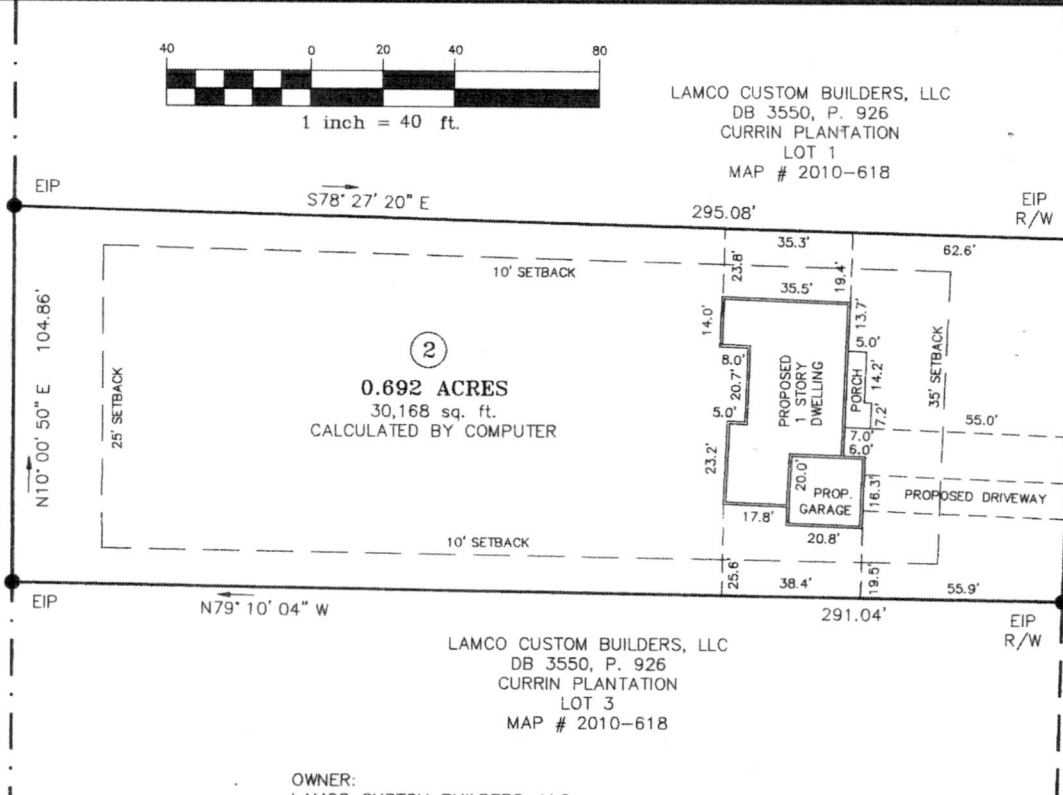 40 0 20 40 80
1 inch = 40 ft.
LAMCO CUSTOM BUILDERS, LLC
DB 3550, P. 926
CURRIN PLANTATION
LOT 1
MAP # 2010-618
EIP
S78° 27' 20" E
295.08'
EIP
R/W
35.3'
62.6'
23.8'
19.4'
10' SETBACK
35.5'
N10° 00' 50" E 104.86'
25' SETBACK
2
0.692 ACRES
30,168 sq. ft.
CALCULATED BY COMPUTER
14.0'
13.7'
8.0'
5.0'
20.7'
PROPOSED
1 STORY
DWELLING
PORCH
14.2'
35' SETBACK
5.0'
7.2'
55.0'
7.0'
6.0'
23.2'
20.0'
PROP.
GARAGE
16.3'
PROPOSED DRIVEWAY
17.8'
20.8'
10' SETBACK
25.6'
38.4'
19.5'
55.9'
EIP
N79° 10' 04" W
291.04'
EIP
R/W
LAMCO CUSTOM BUILDERS, LLC
DB 3550, P. 926
CURRIN PLANTATION
LOT 3
MAP # 2010-618
OWNER:
LAMCO CUSTOM BUILDERS, LLC